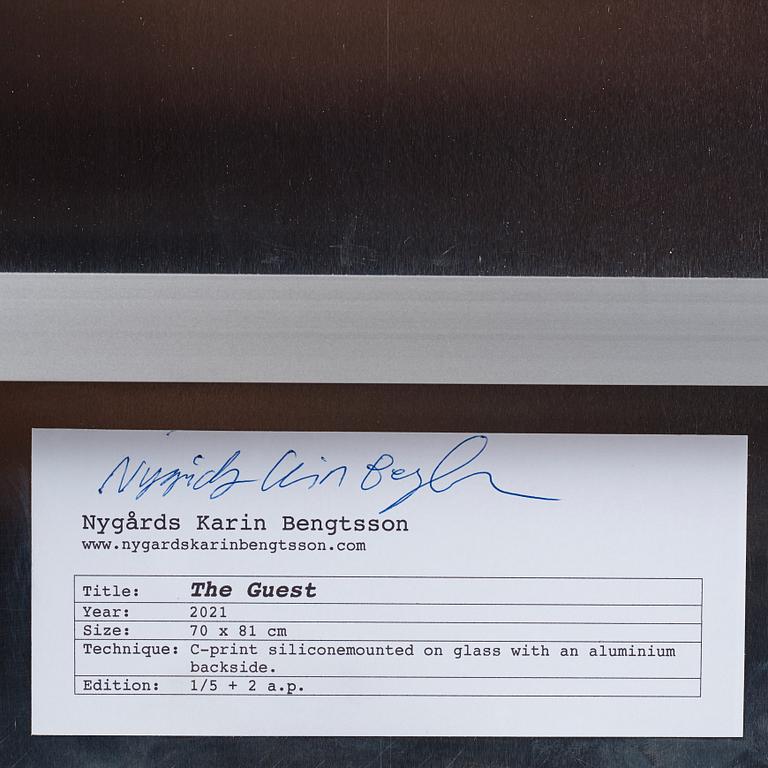 Nygårds Karin Bengtsson
Nygårds Karin Bengtsson
www.nygardskarinbengtsson.com
Title: The Guest
Year: 2021
Size: 70 x 81 cm
Technique: C-print siliconemounted on glass with an aluminium
backside.
Edition: 1/5 + 2 a.p.